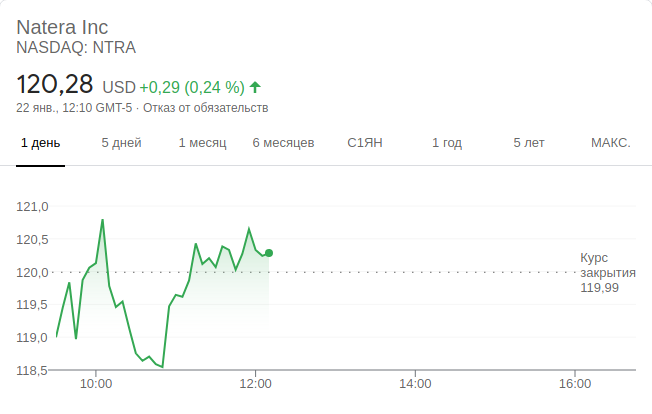 Natera Inc
NASDAQ: NTRA
120,28 USD +0,29 (0,24 %)
22 янв., 12:10 GMT-5 · Отказ от обязательств
1 день 5 дней 1 месяц 6 месяцев С1ЯН 1 год 5 лет МАКС.
121,0
120,5
120,0
119,5
119,0
118,5
Курс
закрытия
119,99
10:00 12:00 14:00 16:00